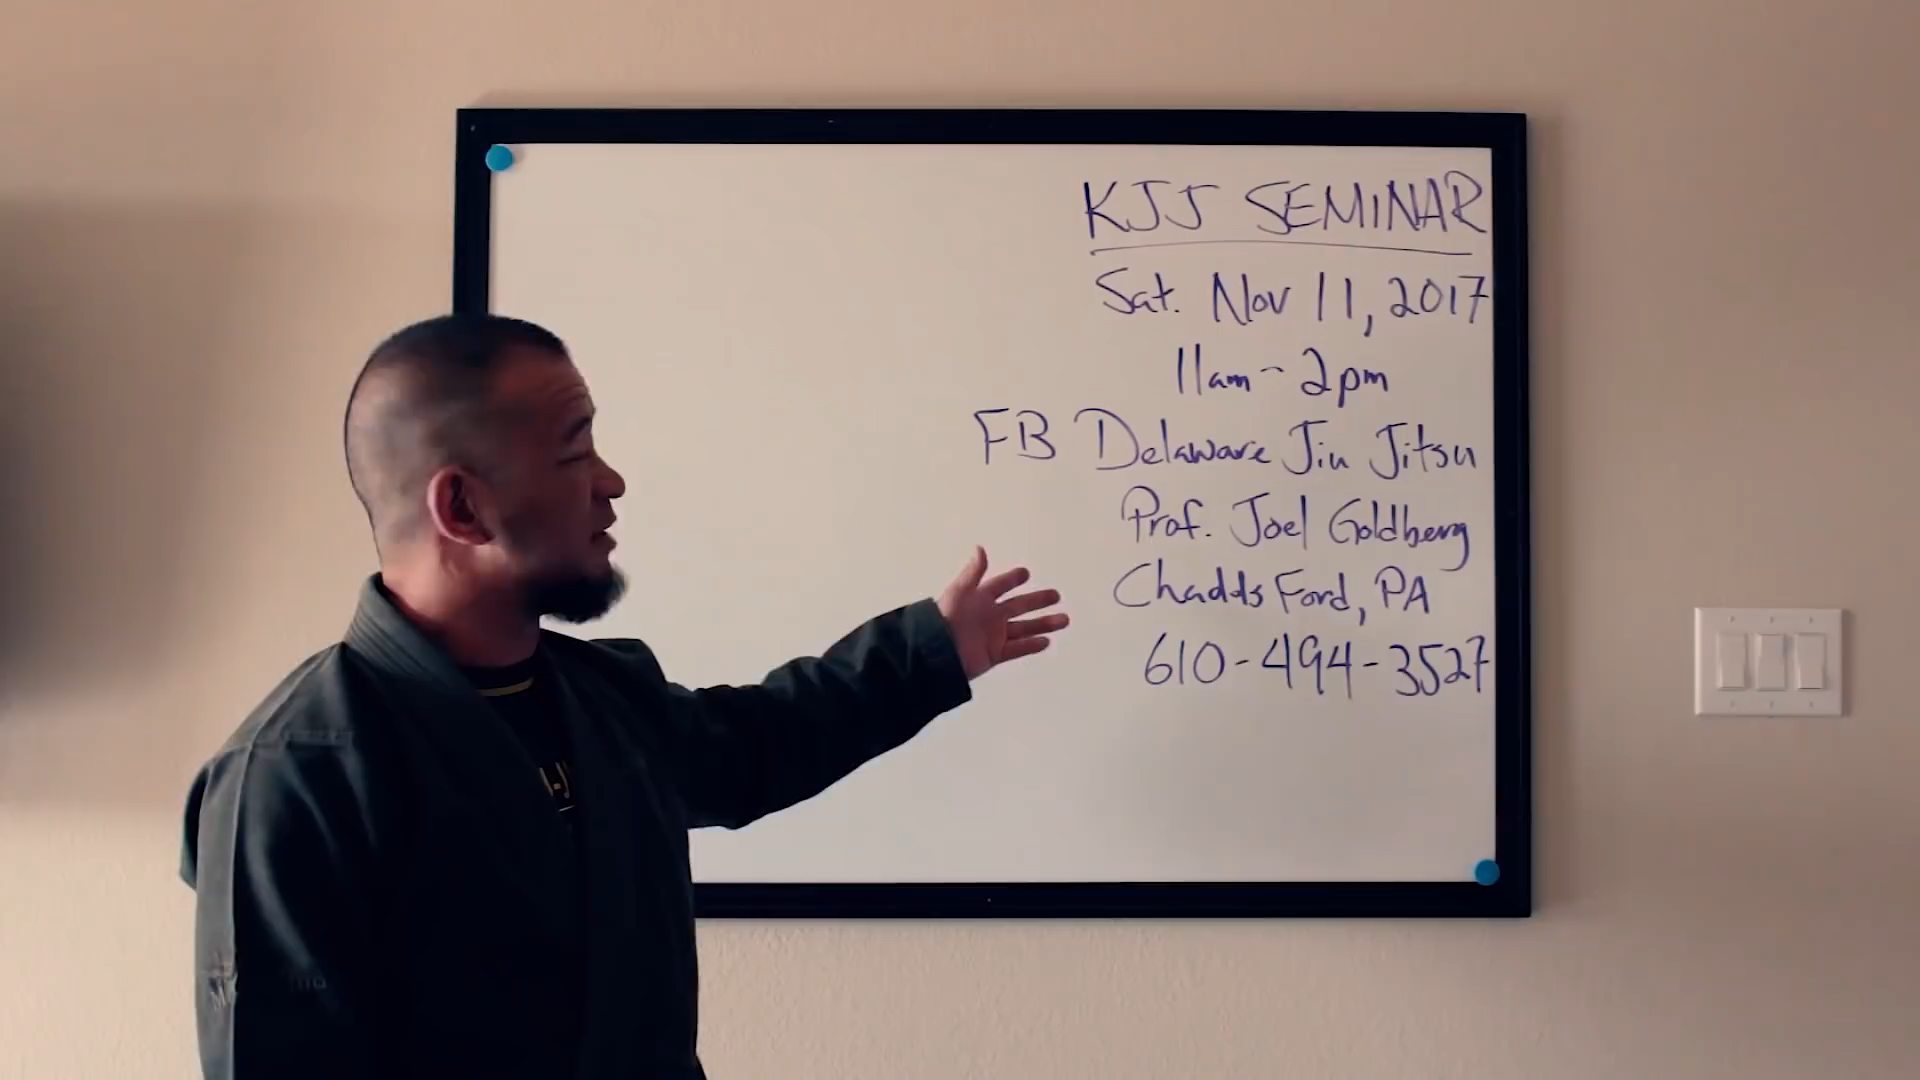 KJJ SEMINAR
Sat. Nov 11, 2017
11am - 2pm
FB Delaware Jiu Jitsu
Prof. Joel Goldberg
Chadds Ford, PA
610-494-3527